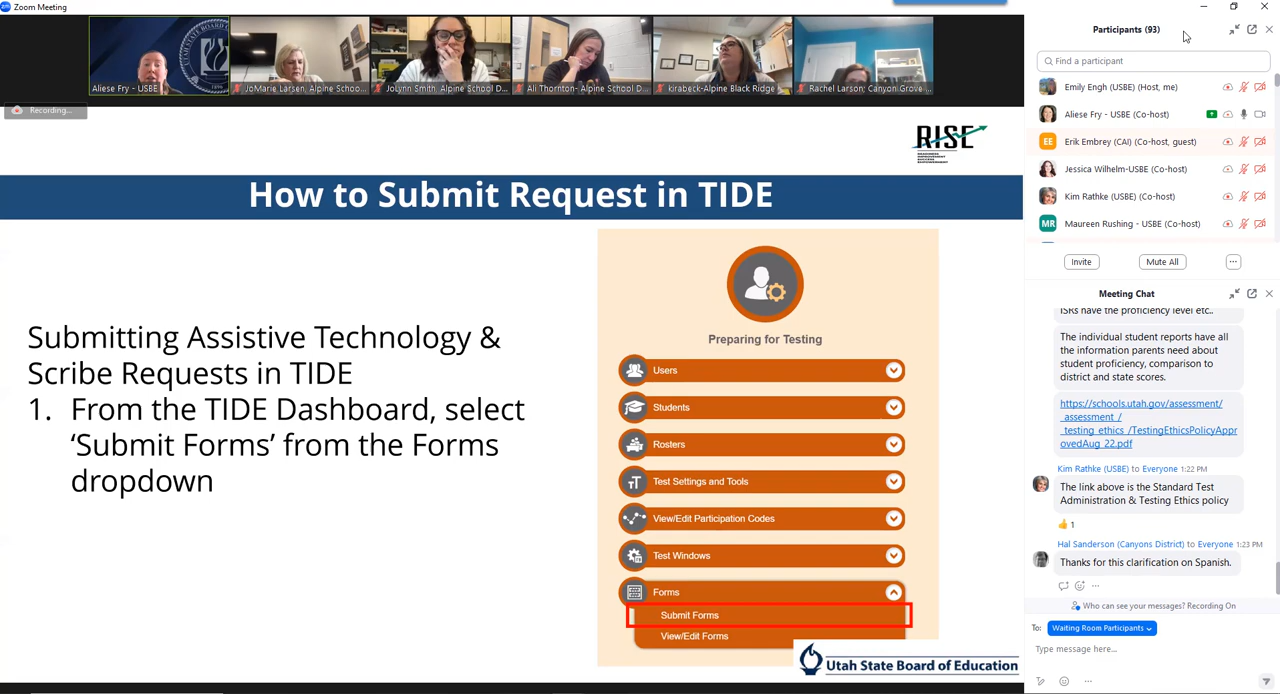 Zoom Meeting
Aliese Fry - USBE
JoMarie Larsen, Alpine Schoo...
JoLynn Smith, Alpine School D...
Ali Thornton- Alpine School D...
kirabeck-Alpine Black Ridge
Rachel Larson; Canyon Grove ...
Recording...
RISE
How to Submit Request in TIDE
Submitting Assistive Technology &
Scribe Requests in TIDE
1. From the TIDE Dashboard, select
‘Submit Forms’ from the Forms
dropdown
Preparing for Testing
Users
Students
Rosters
Test Settings and Tools
View/Edit Participation Codes
Test Windows
Forms
Submit Forms
View/Edit Forms
Utah State Board of Education
Participants (93)
Find a participant
Emily Engh (USBE) (Host, me)
Aliese Fry - USBE (Co-host)
EE Erik Embrey (CAI) (Co-host, guest)
Jessica Wilhelm-USBE (Co-host)
Kim Rathke (USBE) (Co-host)
MR Maureen Rushing - USBE (Co-host)
Invite
Mute All
...
Meeting Chat
ISRs have the proficiency level etc..
The individual student reports have all
the information parents need about
student proficiency, comparison to
district and state scores.
https://schools.utah.gov/assessment/
_assessment_/
_testing_ethics_/TestingEthicsPolicyAppr
ovedAug_22.pdf
Kim Rathke (USBE) to Everyone 1:22 PM
The link above is the Standard Test
Administration & Testing Ethics policy
👍 1
Hal Sanderson (Canyons District) to Everyone 1:23 PM
Thanks for this clarification on Spanish.
Who can see your messages? Recording On
To: Waiting Room Participants
Type message here...